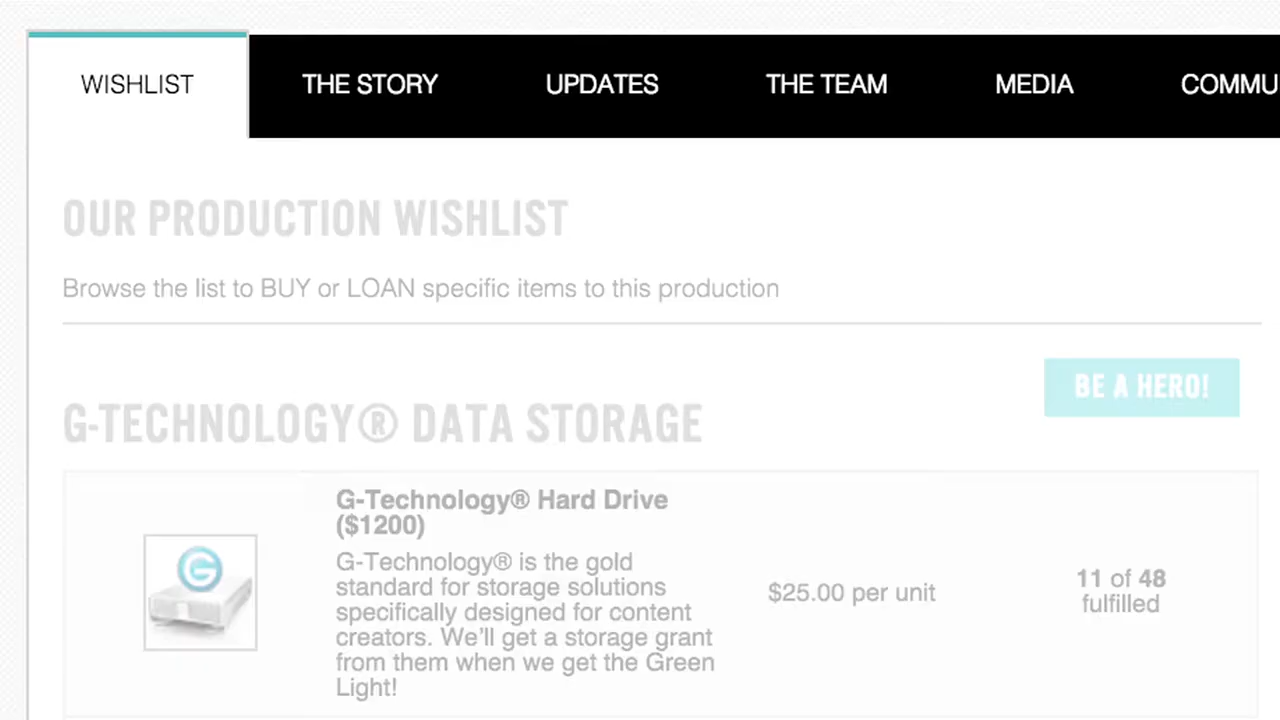 WISHLIST THE STORY UPDATES THE TEAM MEDIA COMMU
OUR PRODUCTION WISHLIST
Browse the list to BUY or LOAN specific items to this production
BE A HERO!
G-TECHNOLOGY® DATA STORAGE
G-Technology® Hard Drive
($1200)
G-Technology® is the gold
standard for storage solutions
specifically designed for content
creators. We'll get a storage grant
from them when we get the Green
Light!
$25.00 per unit
11 of 48
fulfilled